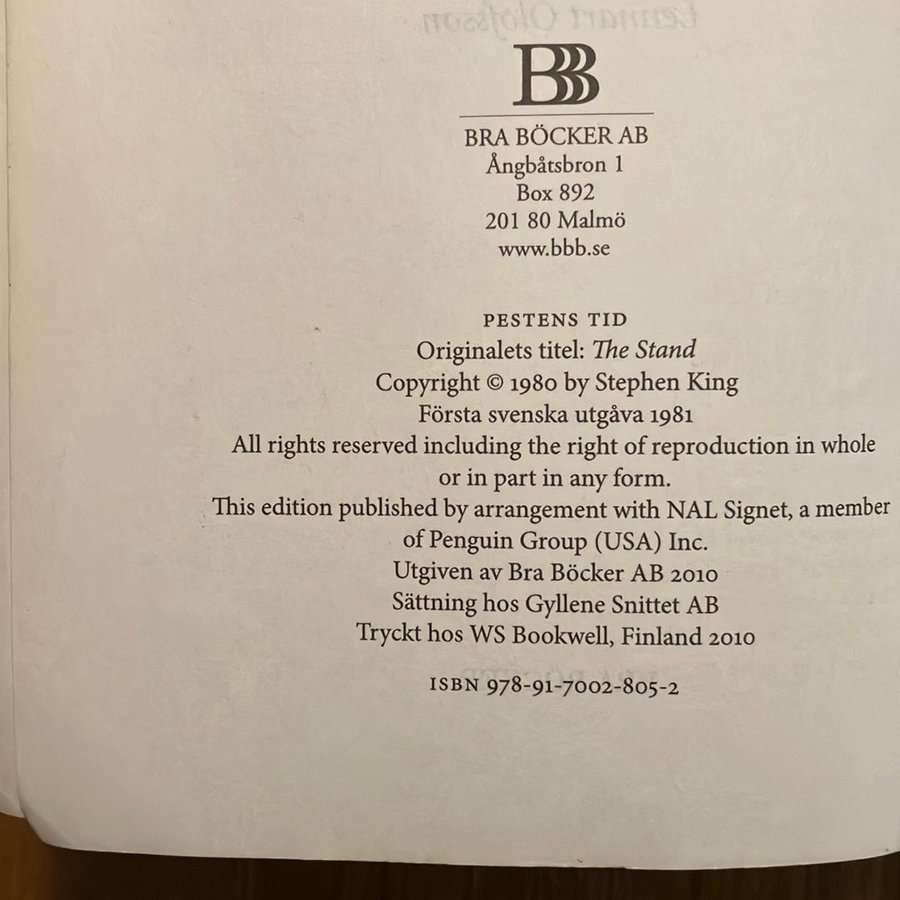 Lennart Olofsson
BBB
BRA BÖCKER AB
Ångbåtsbron 1
Box 892
201 80 Malmö
www.bbb.se
PESTENS TID
Originalets titel: The Stand
Copyright © 1980 by Stephen King
Första svenska utgåva 1981
All rights reserved including the right of reproduction in whole
or in part in any form.
This edition published by arrangement with NAL Signet, a member
of Penguin Group (USA) Inc.
Utgiven av Bra Böcker AB 2010
Sättning hos Gyllene Snittet AB
Tryckt hos WS Bookwell, Finland 2010
ISBN 978-91-7002-805-2